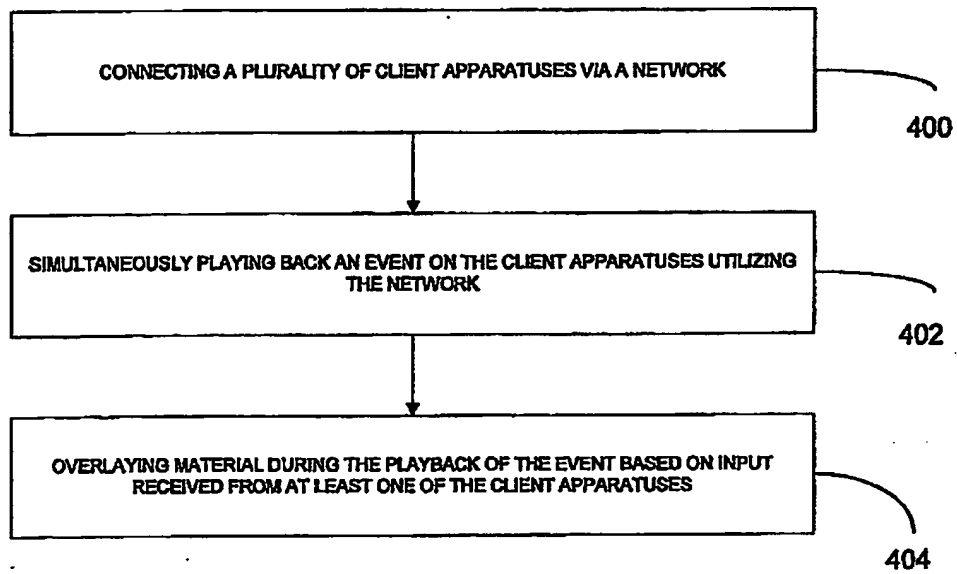 CONNECTING A PLURALITY OF CLIENT APPARATUSES VIA A NETWORK
400
SIMULTANEOUSLY PLAYING BACK AN EVENT ON THE CLIENT APPARATUSES UTILIZING
THE NETWORK
402
OVERLAYING MATERIAL DURING THE PLAYBACK OF THE EVENT BASED ON INPUT
RECEIVED FROM AT LEAST ONE OF THE CLIENT APPARATUSES
404